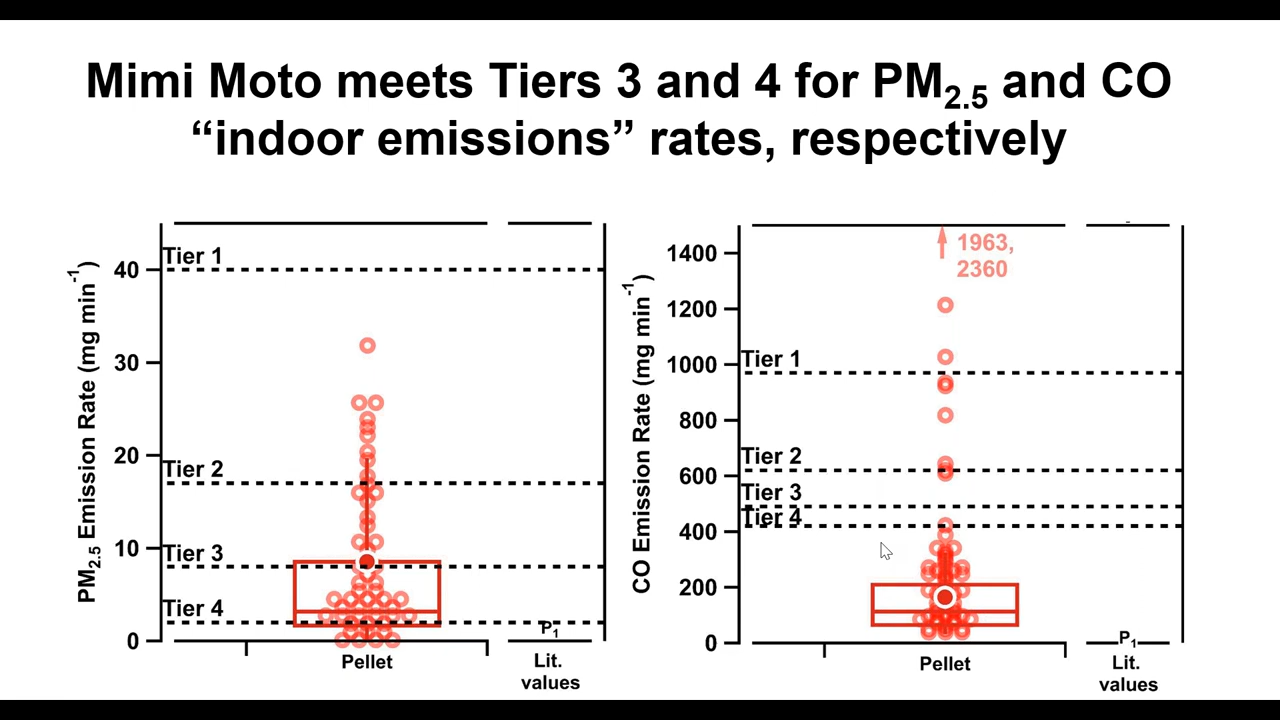 Mimi Moto meets Tiers 3 and 4 for PM2.5 and CO
“indoor emissions” rates, respectively
PM2.5 Emission Rate (mg min-1)
40
30
20
10
0
Tier 1
Tier 2
Tier 3
Tier 4
P1
Pellet
Lit.
values
CO Emission Rate (mg min-1)
1400
1200
1000
800
600
400
200
0
1963,
2360
Tier 1
Tier 2
Tier 3
Tier 4
P1
Pellet
Lit.
values